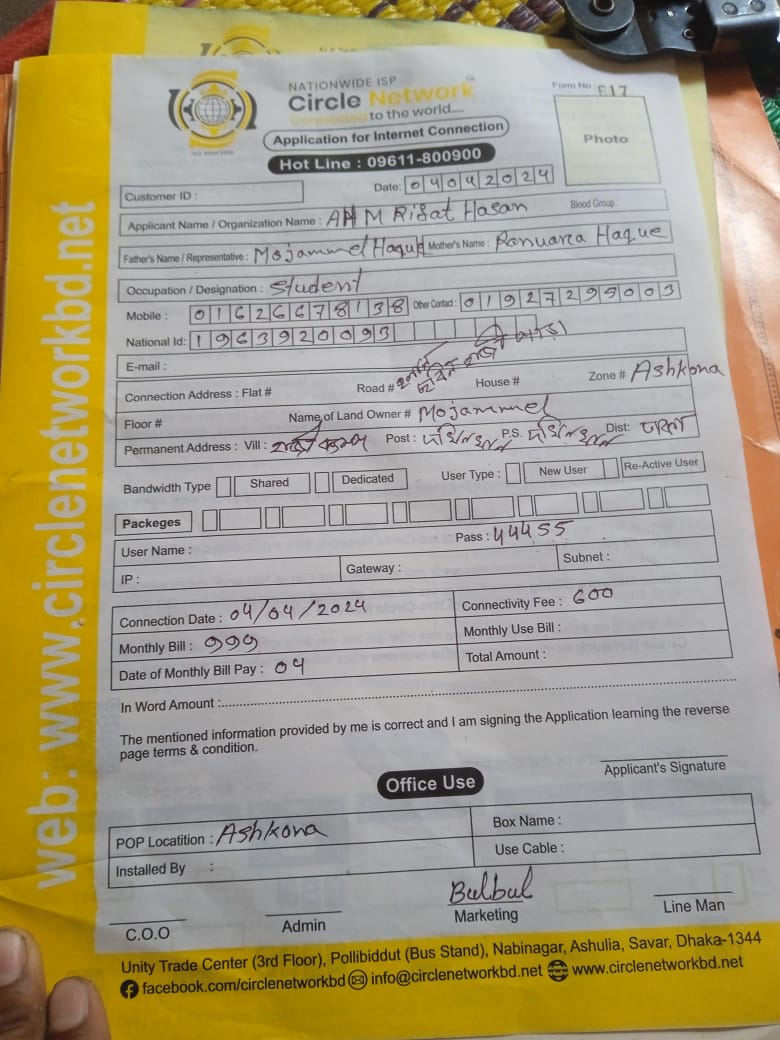 NATIONWIDE ISP
Circle Network
Connected to the world....
Application for Internet Connection
Hot Line : 09611-800900
Form No 617
Photo
Date: 04042024
Customer ID :
Applicant Name / Organization Name : AHM Rifat Hasan Blood Group :
Father's Name / Representative : Mojammel Haque Mother's Name : Ranuara Haque
Occupation / Designation : Student
Mobile : 01626678138 Other Contact : 01927299003
National Id: 1963920093
E-mail :
Connection Address : Flat # Road # House # Zone # Ashkona
Floor # Name of Land Owner # Mojammel
Permanent Address : Vill : Post : দক্ষিনখান P.S. দক্ষিনখান Dist: ঢাকা
Bandwidth Type Shared Dedicated User Type : New User Re-Active User
Packeges
User Name : Pass : 44455
IP : Gateway : Subnet :
Connection Date : 04/04/2024 Connectivity Fee : 600
Monthly Bill : 999 Monthly Use Bill :
Date of Monthly Bill Pay : 04 Total Amount :
In Word Amount :
The mentioned information provided by me is correct and I am signing the Application learning the reverse
page terms & condition.
Applicant's Signature
Office Use
POP Locatition : Ashkona Box Name :
Installed By : Use Cable :
Bulbul
C.O.O Admin Marketing Line Man
Unity Trade Center (3rd Floor), Pollibiddut (Bus Stand), Nabinagar, Ashulia, Savar, Dhaka-1344
facebook.com/circlenetworkbd info@circlenetworkbd.net www.circlenetworkbd.net
web: www.circlenetworkbd.net